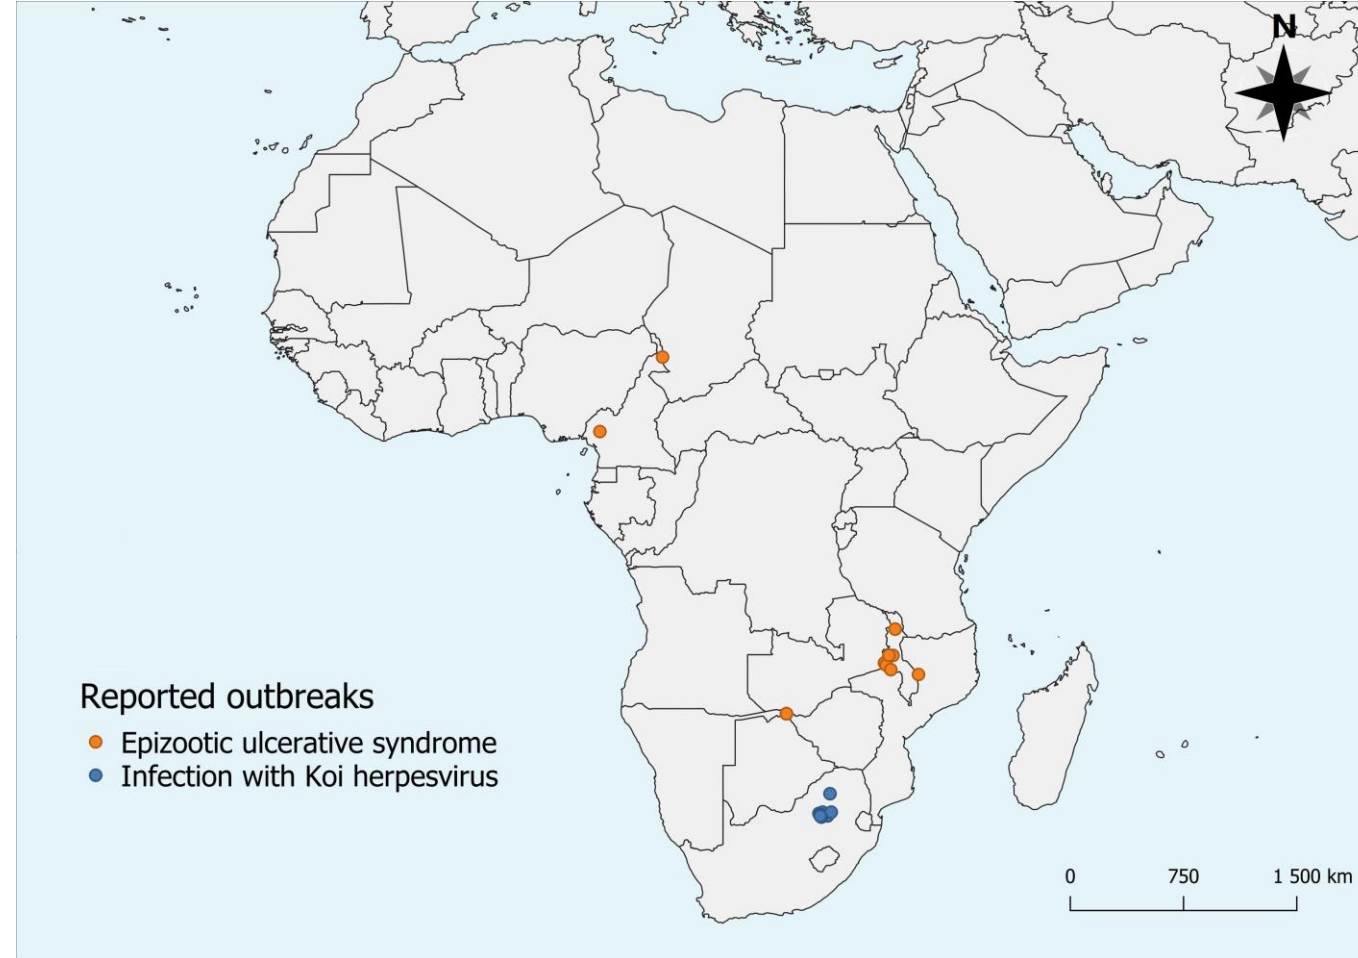 N
Reported outbreaks
Epizootic ulcerative syndrome
Infection with Koi herpesvirus
0 750 1 500 km